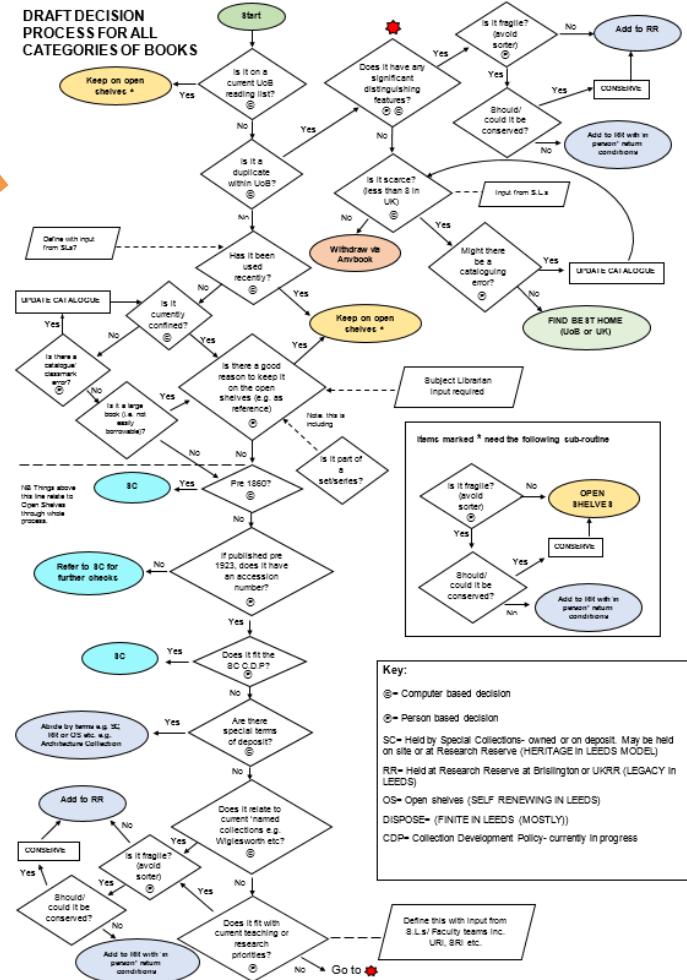 DRAFT DECISION
PROCESS FOR ALL
CATEGORIES OF BOOKS
Start
Is it on a
current UoB
reading list?
©
Yes
Keep on open
shelves *
No
Is it a
duplicate
within UoB?
©
Yes
No
Does it have any
significant
distinguishing
features?
Ⓟ ©
Yes
No
Is it fragile?
(avoid
sorter)
Ⓟ
No
Add to RR
Yes
Should/
could it be
conserved?
Yes
CONSERVE
No
Add to RR with 'in
person' return
conditions
Is it scarce?
(less than 8 in
UK)
©
Input from S.L.s
No
Withdraw via
Anybook
Yes
Might there
be a
cataloguing
error?
Ⓟ
Yes
UPDATE CATALOGUE
No
FIND BEST HOME
(UoB or UK)
Define with input
from SLs?
Has it been
used
recently?
©
No
Yes
Keep on open
shelves *
Is it
currently
confined?
©
UPDATE CATALOGUE
Yes
No
Yes
Is there a
catalogue/
classmark
error?
Ⓟ
No
Is it a large
book (i.e. not
easily
borrowable)?
Yes
No
Is there a good
reason to keep it
on the open
shelves (e.g. as
reference)
Ⓟ
Yes
No
Subject Librarian
input required
Note: this is
including
Is it part of
a
set/series?
NB Things above
this line relate to
Open Shelves
through whole
process.
Pre 1860?
©
Yes
SC
No
If published pre
1923, does it have
an accession
number?
Ⓟ
No
Refer to SC for
further checks
Yes
Does it fit the
SC C.D.P?
Ⓟ
Yes
SC
No
Are there
special terms
of deposit?
©
Yes
Abide by terms e.g. SC,
RR or OS etc. e.g.
Architecture Collection
No
Does it relate to
current 'named
collections e.g.
Wiglesworth etc?
©
Yes
No
Is it fragile?
(avoid
sorter)
Ⓟ
No
Add to RR
Yes
Should/
could it be
conserved?
Yes
CONSERVE
No
Add to RR with 'in
person' return
conditions
Does it fit with
current teaching or
research
priorities?
Ⓟ
Yes
Define this with input from
S.L.s/ Faculty teams inc.
URI, SRI etc.
No
Go to
Items marked * need the following sub-routine
Is it fragile?
(avoid
sorter)
Ⓟ
No
OPEN
SHELVES
Yes
CONSERVE
Should/
could it be
conserved?
Yes
No
Add to RR with 'in
person' return
conditions
Key:
©= Computer based decision
Ⓟ= Person based decision
SC= Held by Special Collections- owned or on deposit. May be held
on site or at Research Reserve (HERITAGE in LEEDS MODEL)
RR= Held at Research Reserve at Brislington or UKRR (LEGACY in
LEEDS)
OS= Open shelves (SELF RENEWING IN LEEDS)
DISPOSE= (FINITE IN LEEDS (MOSTLY))
CDP= Collection Development Policy- currently in progress